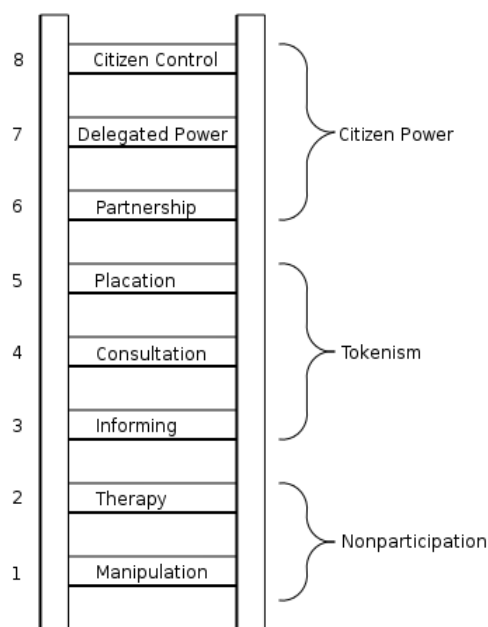 8 Citizen Control
7 Delegated Power
Citizen Power
6 Partnership
5 Placation
4 Consultation
Tokenism
3 Informing
2 Therapy
Nonparticipation
1 Manipulation